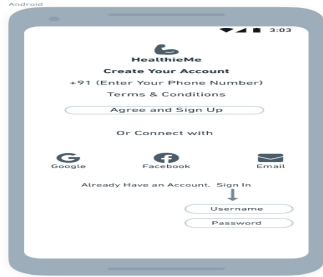 Android
3:03
HealthieMe
Create Your Account
+91 (Enter Your Phone Number)
Terms & Conditions
Agree and Sign Up
Or Connect with
Google Facebook Email
Already Have an Account. Sign In
Username
Password